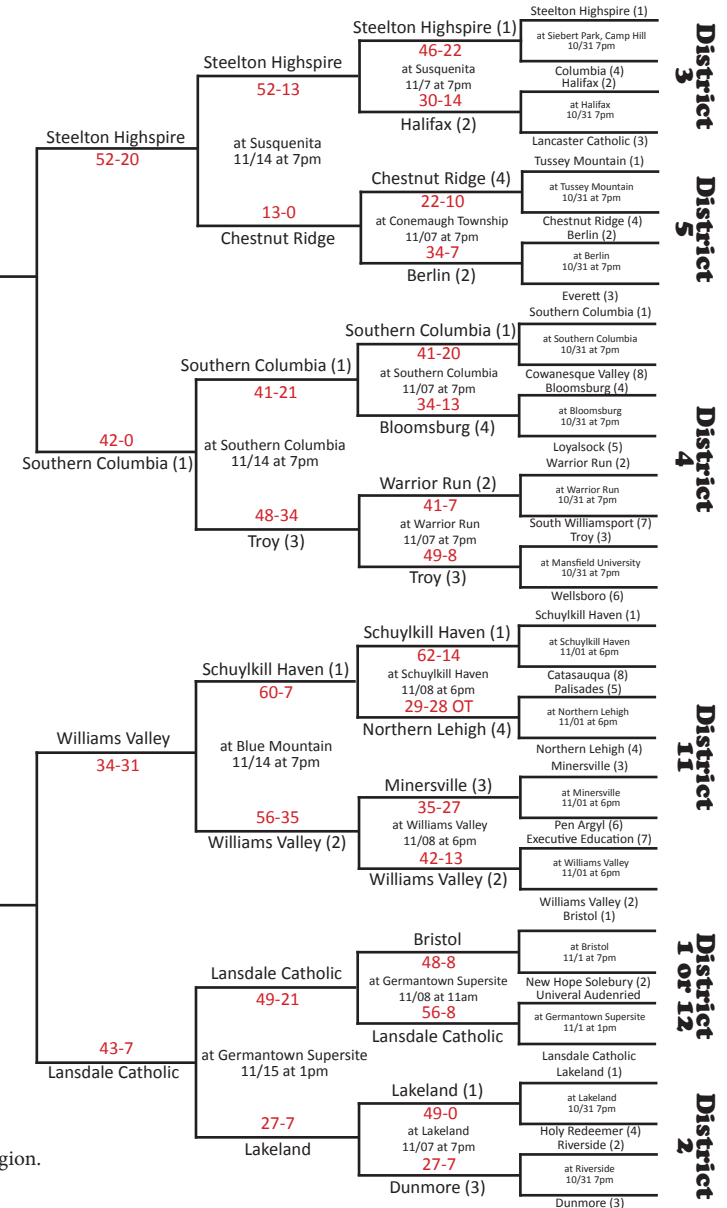 Steelton Highspire (1)
at Siebert Park, Camp Hill
10/31 7pm
Columbia (4)
Halifax (2)
at Halifax
10/31 7pm
Lancaster Catholic (3)
District
3
Steelton Highspire (1)
46-22
at Susquenita
11/7 at 7pm
30-14
Halifax (2)
Steelton Highspire
52-13
at Susquenita
11/14 at 7pm
13-0
Chestnut Ridge
Steelton Highspire
52-20
Tussey Mountain (1)
at Tussey Mountain
10/31 at 7pm
Chestnut Ridge (4)
Berlin (2)
at Berlin
10/31 at 7pm
Everett (3)
District
5
Chestnut Ridge (4)
22-10
at Conemaugh Township
11/07 at 7pm
34-7
Berlin (2)
Southern Columbia (1)
at Southern Columbia
10/31 at 7pm
Cowanesque Valley (8)
Bloomsburg (4)
at Bloomsburg
10/31 at 7pm
Loyalsock (5)
Warrior Run (2)
at Warrior Run
10/31 at 7pm
South Williamsport (7)
Troy (3)
at Mansfield University
10/31 at 7pm
Wellsboro (6)
District
4
Southern Columbia (1)
41-20
at Southern Columbia
11/07 at 7pm
34-13
Bloomsburg (4)
Warrior Run (2)
41-7
at Warrior Run
11/07 at 7pm
49-8
Troy (3)
Southern Columbia (1)
41-21
at Southern Columbia
11/14 at 7pm
48-34
Troy (3)
42-0
Southern Columbia (1)
Schuylkill Haven (1)
at Schuylkill Haven
11/01 at 6pm
Catasauqua (8)
Palisades (5)
at Northern Lehigh
11/01 at 6pm
Northern Lehigh (4)
Minersville (3)
at Minersville
11/01 at 6pm
Pen Argyl (6)
Executive Education (7)
at Williams Valley
11/01 at 6pm
Williams Valley (2)
District
11
Schuylkill Haven (1)
62-14
at Schuylkill Haven
11/08 at 6pm
29-28 OT
Northern Lehigh (4)
Minersville (3)
35-27
at Williams Valley
11/08 at 6pm
42-13
Williams Valley (2)
Schuylkill Haven (1)
60-7
at Blue Mountain
11/14 at 7pm
56-35
Williams Valley (2)
Williams Valley
34-31
Bristol (1)
at Bristol
11/1 at 7pm
New Hope Solebury (2)
Univeral Audenried
at Germantown Supersite
11/1 at 1pm
Lansdale Catholic
District
1 or 12
Bristol
48-8
at Germantown Supersite
11/08 at 11am
56-8
Lansdale Catholic
Lansdale Catholic
49-21
at Germantown Supersite
11/15 at 1pm
27-7
Lakeland
43-7
Lansdale Catholic
Lakeland (1)
at Lakeland
10/31 7pm
Holy Redeemer (4)
Riverside (2)
at Riverside
10/31 7pm
Dunmore (3)
District
2
Lakeland (1)
49-0
at Lakeland
11/07 at 7pm
27-7
Dunmore (3)
gion.